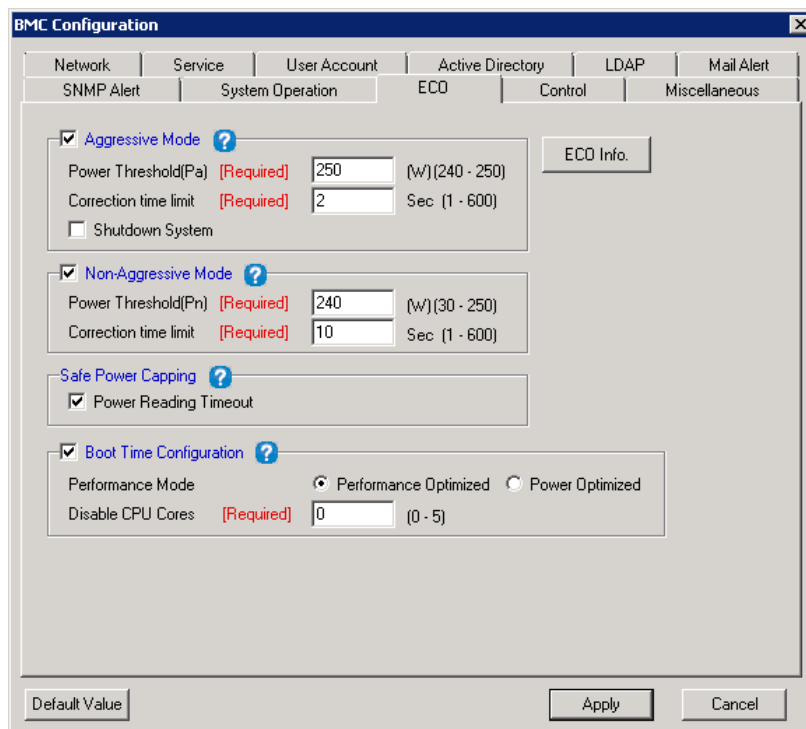 BMC Configuration
Network Service User Account Active Directory LDAP Mail Alert
SNMP Alert System Operation ECO Control Miscellaneous
Aggressive Mode ?
ECO Info.
Power Threshold(Pa) [Required] 250 (W)(240 - 250)
Correction time limit [Required] 2 Sec (1 - 600)
Shutdown System
Non-Aggressive Mode ?
Power Threshold(Pn) [Required] 240 (W)(30 - 250)
Correction time limit [Required] 10 Sec (1 - 600)
Safe Power Capping ?
Power Reading Timeout
Boot Time Configuration ?
Performance Mode Performance Optimized Power Optimized
Disable CPU Cores [Required] 0 (0 - 5)
Default Value Apply Cancel